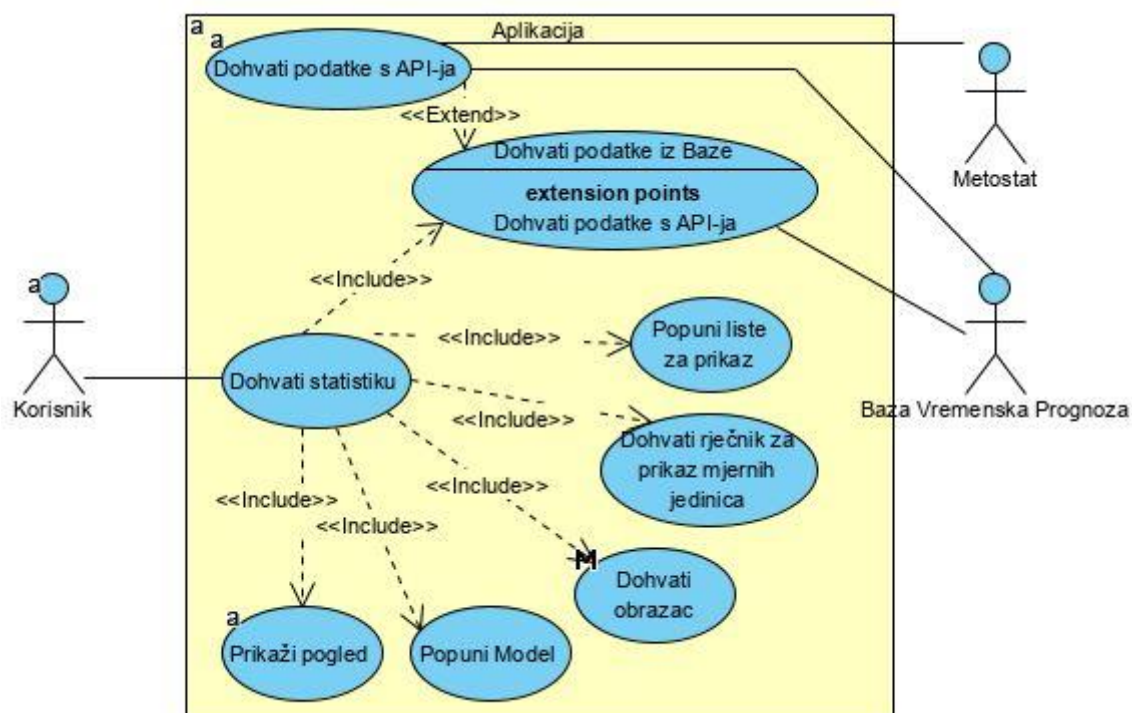 a
a
Aplikacija
Dohvati podatke s API-ja
<<Extend>>
Metostat
Dohvati podatke iz Baze
extension points
Dohvati podatke s API-ja
<<Include>>
a
Korisnik
Dohvati statistiku
<<Include>>
Popuni liste
za prikaz
Baza Vremenska Prognoza
<<Include>>
Dohvati rječnik za
prikaz mjernih
jedinica
<<Include>>
<<Include>>
<<Include>>
M
Dohvati
obrazac
a
Prikaži pogled
Popuni Model